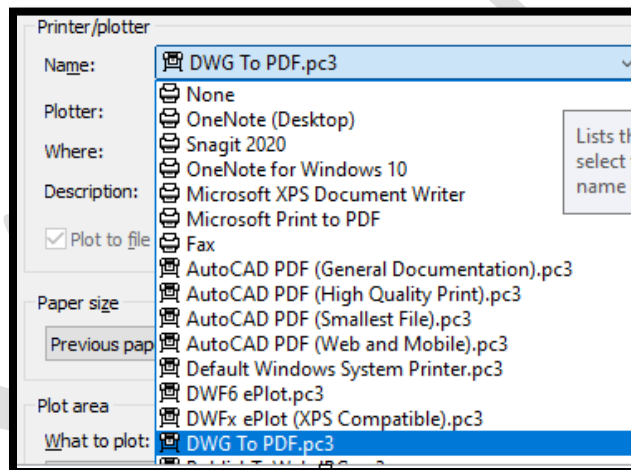 Printer/plotter
Name:
DWG To PDF.pc3
None
Plotter:
OneNote (Desktop)
Lists th
Where:
Snagit 2020
select
OneNote for Windows 10
name
Description:
Microsoft XPS Document Writer
Microsoft Print to PDF
Plot to file
Fax
AutoCAD PDF (General Documentation).pc3
AutoCAD PDF (High Quality Print).pc3
Paper size
AutoCAD PDF (Smallest File).pc3
Previous pap
AutoCAD PDF (Web and Mobile).pc3
Default Windows System Printer.pc3
DWF6 ePlot.pc3
Plot area
DWFx ePlot (XPS Compatible).pc3
What to plot:
DWG To PDF.pc3